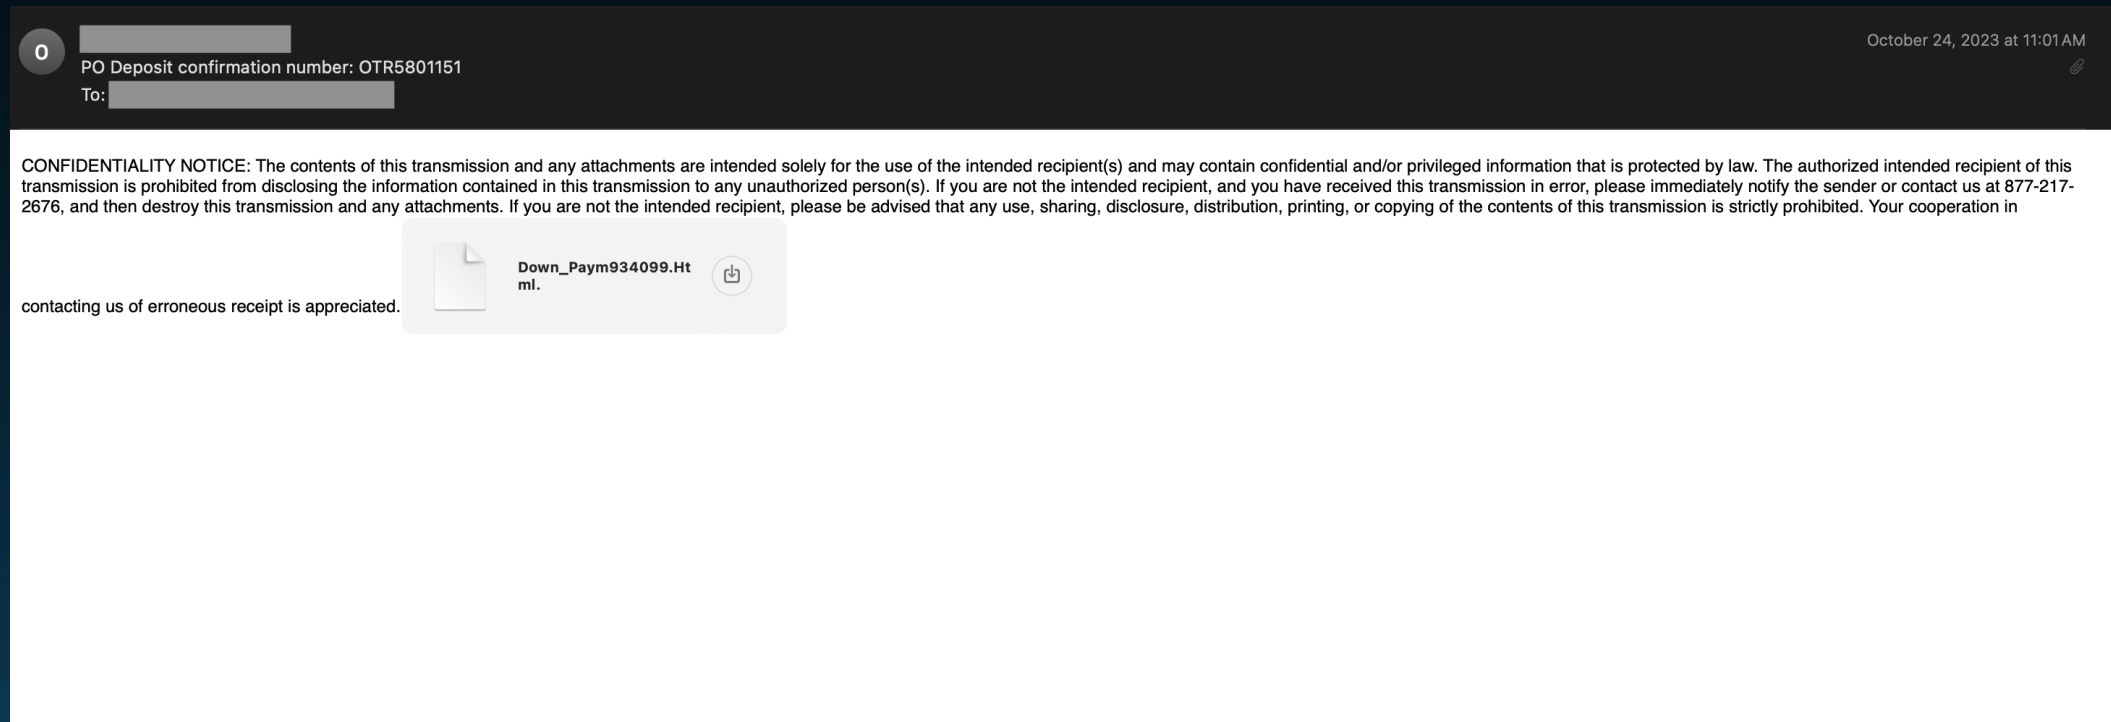 O
PO Deposit confirmation number: OTR5801151
To:
October 24, 2023 at 11:01 AM
CONFIDENTIALITY NOTICE: The contents of this transmission and any attachments are intended solely for the use of the intended recipient(s) and may contain confidential and/or privileged information that is protected by law. The authorized intended recipient of this
transmission is prohibited from disclosing the information contained in this transmission to any unauthorized person(s). If you are not the intended recipient, and you have received this transmission in error, please immediately notify the sender or contact us at 877-217-
2676, and then destroy this transmission and any attachments. If you are not the intended recipient, please be advised that any use, sharing, disclosure, distribution, printing, or copying of the contents of this transmission is strictly prohibited. Your cooperation in
contacting us of erroneous receipt is appreciated.
Down_Paym934099.Ht
ml.